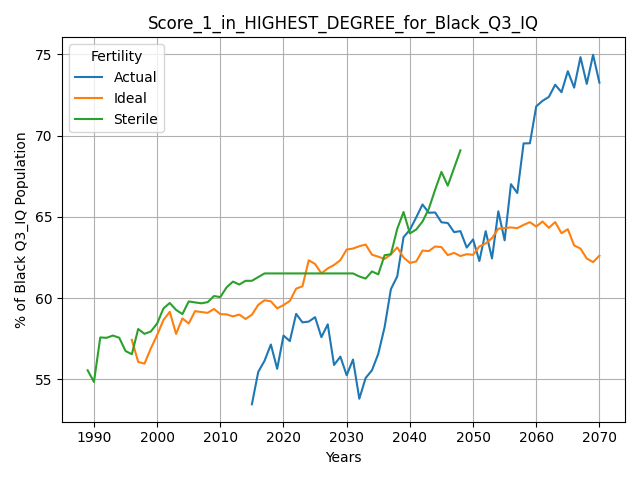 Score_1_in_HIGHEST_DEGREE_for_Black_Q3_IQ
Fertility
Actual
Ideal
Sterile
% of Black Q3_IQ Population
75
70
65
60
55
1990 2000 2010 2020 2030 2040 2050 2060 2070
Years